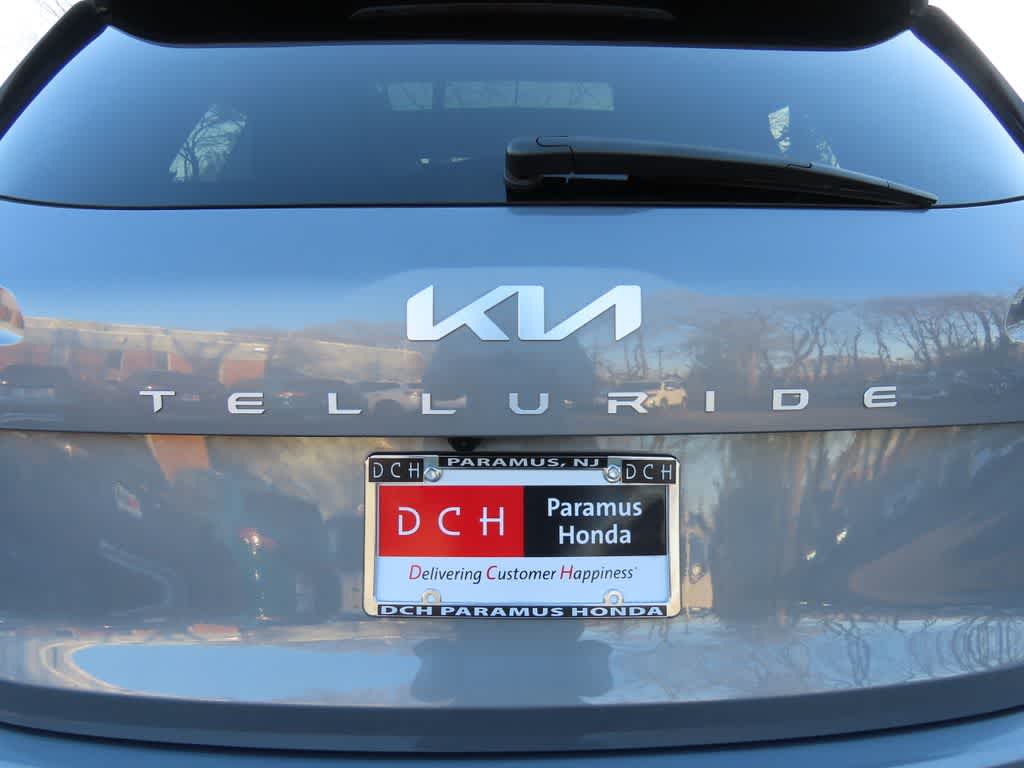 KIA
TELLURIDE
PARAMUS, NJ
DCH DCH
DCH Paramus
Honda
Delivering Customer Happiness
DCH PARAMUS HONDA